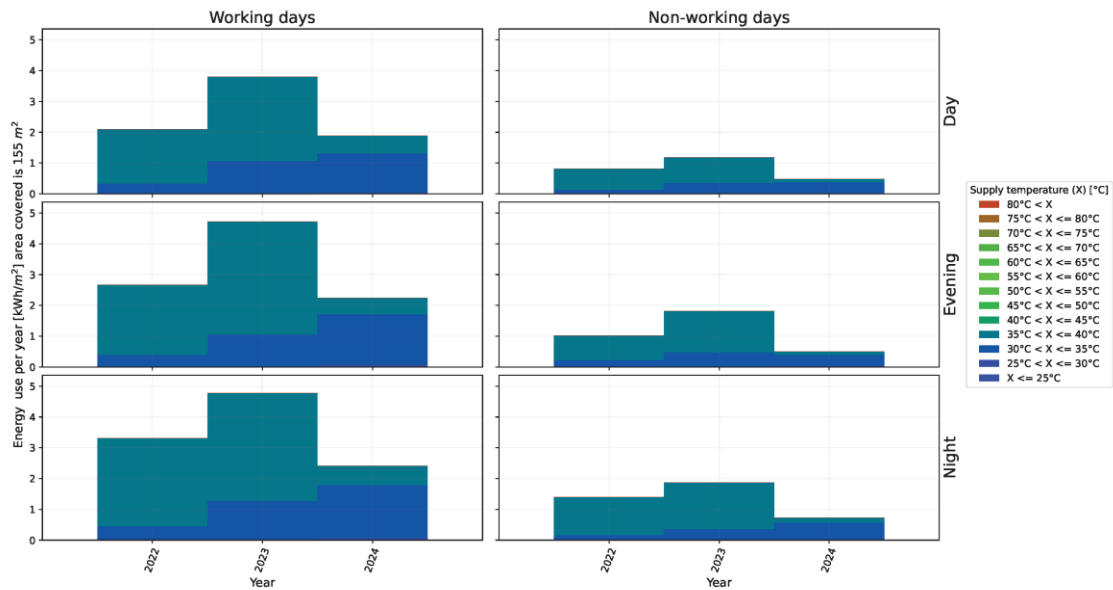 Working days
Non-working days
Energy use per year [kWh/m²] area covered is 155 m²
5
4
3
2
1
0
Day
5
4
3
2
1
0
Evening
5
4
3
2
1
0
Night
2022
2023
2024
2022
2023
2024
Year
Year
Supply temperature (X) [°C]
80°C < X
75°C < X <= 80°C
70°C < X <= 75°C
65°C < X <= 70°C
60°C < X <= 65°C
55°C < X <= 60°C
50°C < X <= 55°C
45°C < X <= 50°C
40°C < X <= 45°C
35°C < X <= 40°C
30°C < X <= 35°C
25°C < X <= 30°C
X <= 25°C